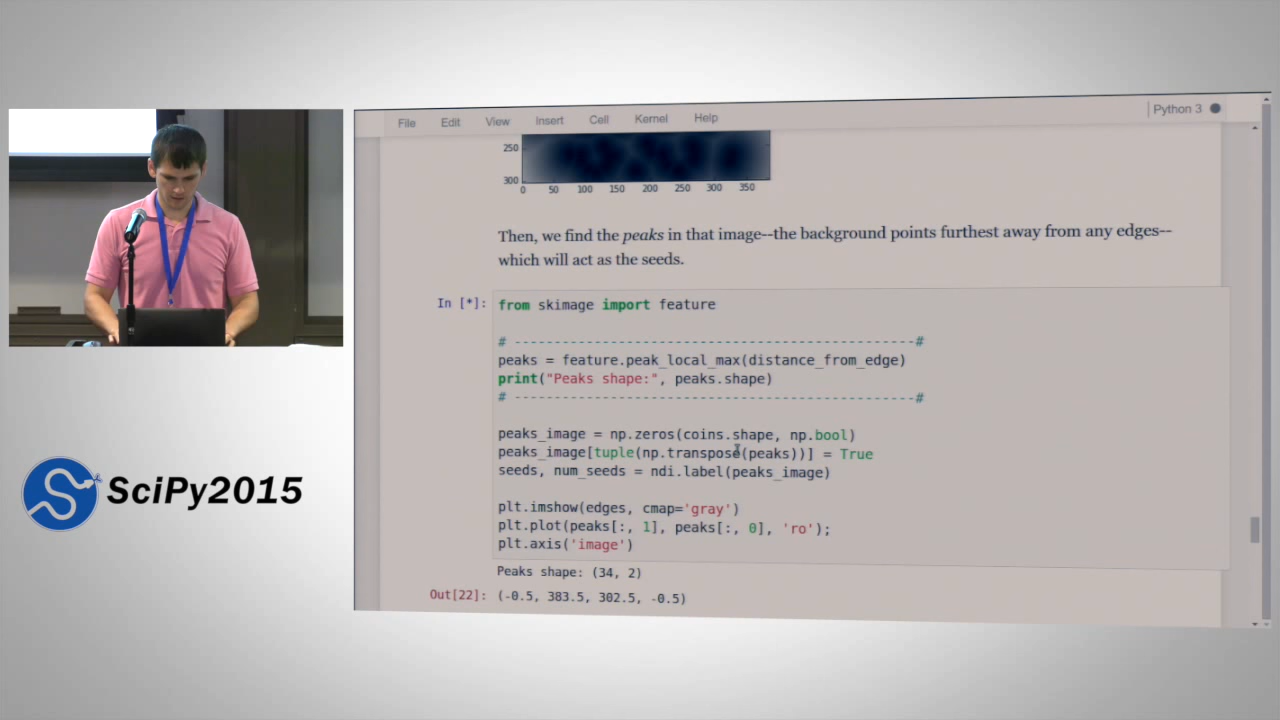 File Edit View Insert Cell Kernel Help
Python 3
250
300
0 50 100 150 200 250 300 350
Then, we find the peaks in that image--the background points furthest away from any edges--
which will act as the seeds.
In [*]:
from skimage import feature
# ---------------------------------------------#
peaks = feature.peak_local_max(distance_from_edge)
print("Peaks shape:", peaks.shape)
# ---------------------------------------------#
peaks_image = np.zeros(coins.shape, np.bool)
peaks_image[tuple(np.transpose(peaks))] = True
seeds, num_seeds = ndi.label(peaks_image)
plt.imshow(edges, cmap='gray')
plt.plot(peaks[:, 1], peaks[:, 0], 'ro');
plt.axis('image')
Peaks shape: (34, 2)
Out[22]: (-0.5, 383.5, 302.5, -0.5)
SciPy2015